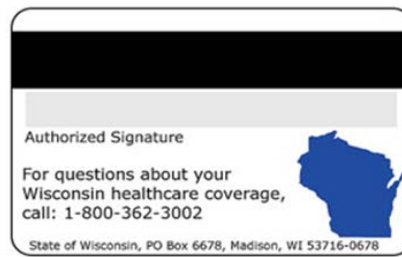 Authorized Signature
For questions about your
Wisconsin healthcare coverage,
call: 1-800-362-3002
State of Wisconsin, PO Box 6678, Madison, WI 53716-0678